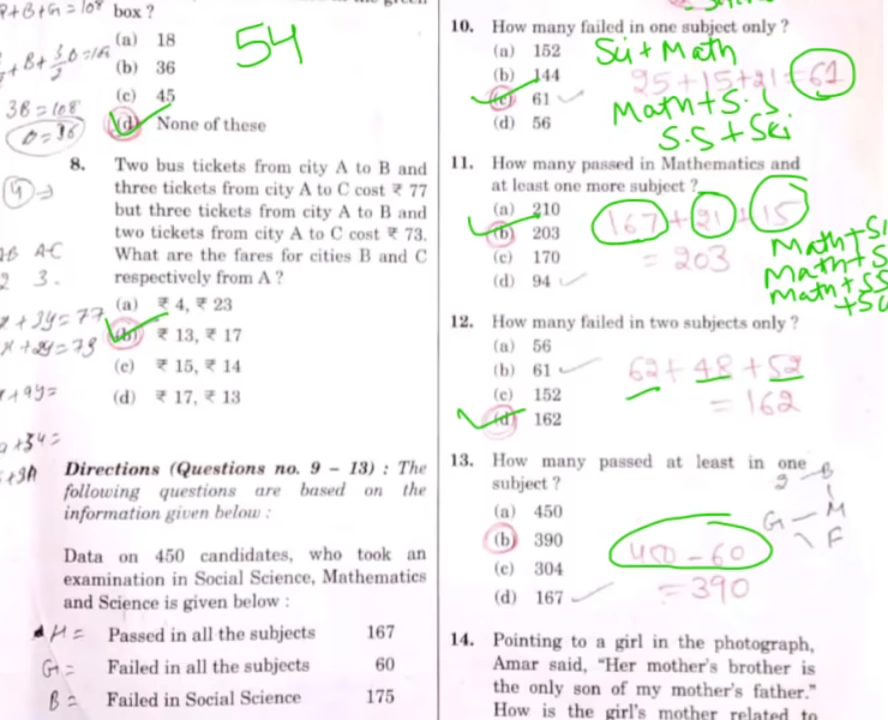 box ?
(a) 18
54
(b) 36
(c) 45
(d) None of these
3B = 108
B = 36
8. Two bus tickets from city A to B and
three tickets from city A to C cost ₹ 77
but three tickets from city A to B and
two tickets from city A to C cost ₹ 73.
What are the fares for cities B and C
respectively from A ?
(a) ₹ 4, ₹ 23
(b) ₹ 13, ₹ 17
(c) ₹ 15, ₹ 14
(d) ₹ 17, ₹ 13
Directions (Questions no. 9 – 13) : The
following questions are based on the
information given below :
Data on 450 candidates, who took an
examination in Social Science, Mathematics
and Science is given below :
M = Passed in all the subjects 167
G = Failed in all the subjects 60
B = Failed in Social Science 175
10. How many failed in one subject only ?
(a) 152
Sci + Math
(b) 144
25+15+21 = 61
(c) 61
Math + S.S
(d) 56
S.S + Sci
11. How many passed in Mathematics and
at least one more subject ?
(a) 210
167 + 21 + 15
(b) 203
= 203
(c) 170
(d) 94
12. How many failed in two subjects only ?
(a) 56
(b) 61
62 + 48 + 52
(c) 152
= 162
(d) 162
13. How many passed at least in one
subject ?
(a) 450
(b) 390
450 – 60
(c) 304
= 390
(d) 167
B
G – M
F
14. Pointing to a girl in the photograph,
Amar said, “Her mother's brother is
the only son of my mother's father.”
How is the girl's mother related to